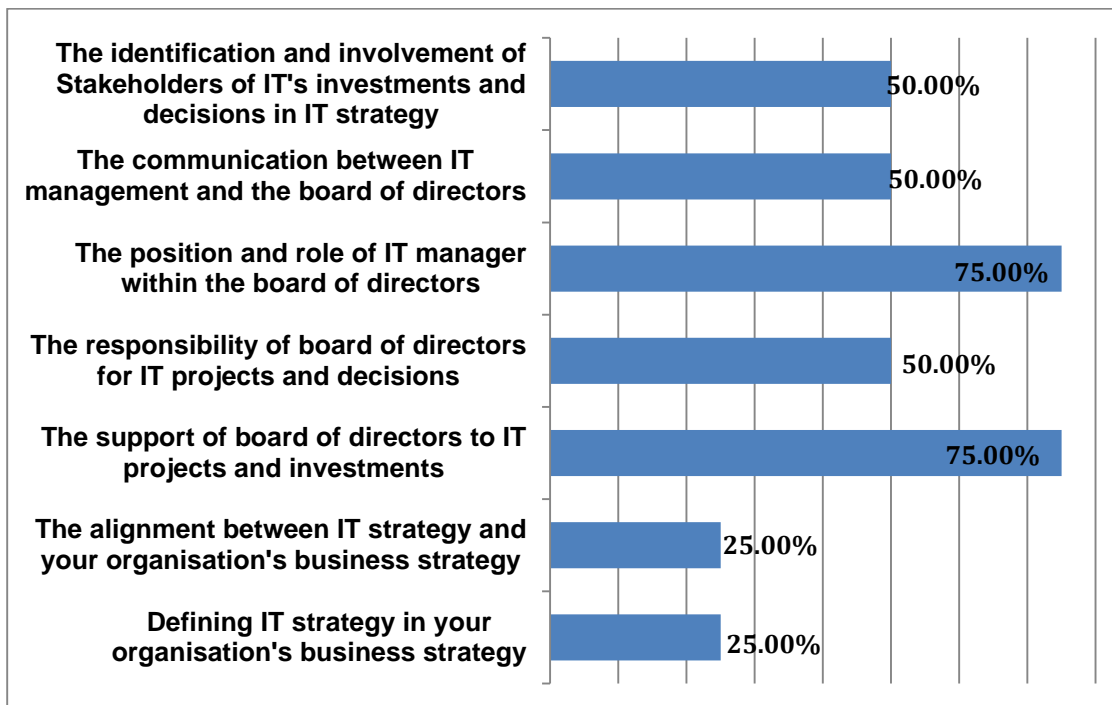 The identification and involvement of
Stakeholders of IT's investments and
decisions in IT strategy
50.00%
The communication between IT
management and the board of directors
50.00%
The position and role of IT manager
within the board of directors
75.00%
The responsibility of board of directors
for IT projects and decisions
50.00%
The support of board of directors to IT
projects and investments
75.00%
The alignment between IT strategy and
your organisation's business strategy
25.00%
Defining IT strategy in your
organisation's business strategy
25.00%